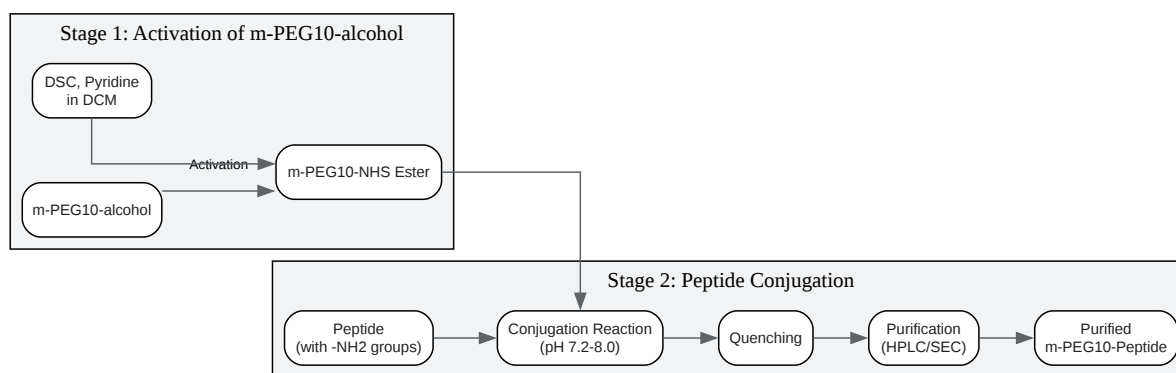 Stage 1: Activation of m-PEG10-alcohol
DSC, Pyridine
in DCM
Activation
m-PEG10-NHS Ester
m-PEG10-alcohol
Stage 2: Peptide Conjugation
Peptide
(with -NH2 groups)
Conjugation Reaction
(pH 7.2-8.0)
Quenching
Purification
(HPLC/SEC)
Purified
m-PEG10-Peptide